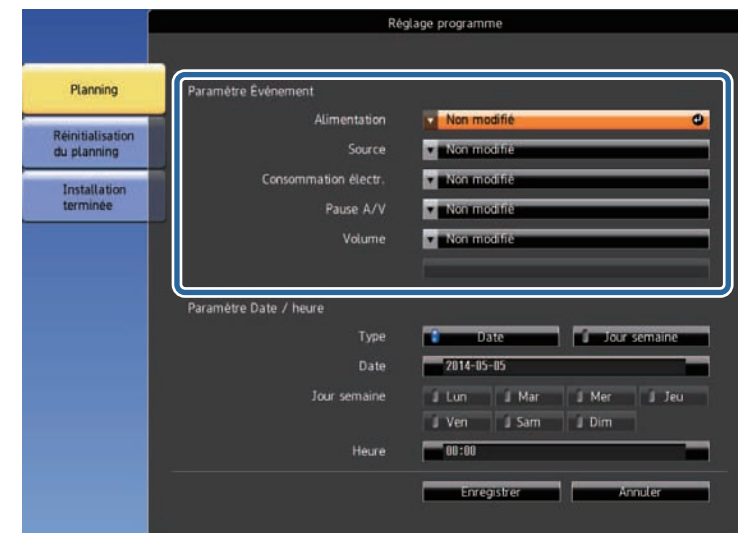 Réglage programme
Planning
Réinitialisation
du planning
Installation
terminée
Paramètre Événement
Alimentation Non modifié
Source Non modifié
Consommation électr. Non modifié
Pause A/V Non modifié
Volume Non modifié
Paramètre Date / heure
Type Date Jour semaine
Date 2014-05-05
Jour semaine Lun Mar Mer Jeu
Ven Sam Dim
Heure 00:00
Enregistrer Annuler